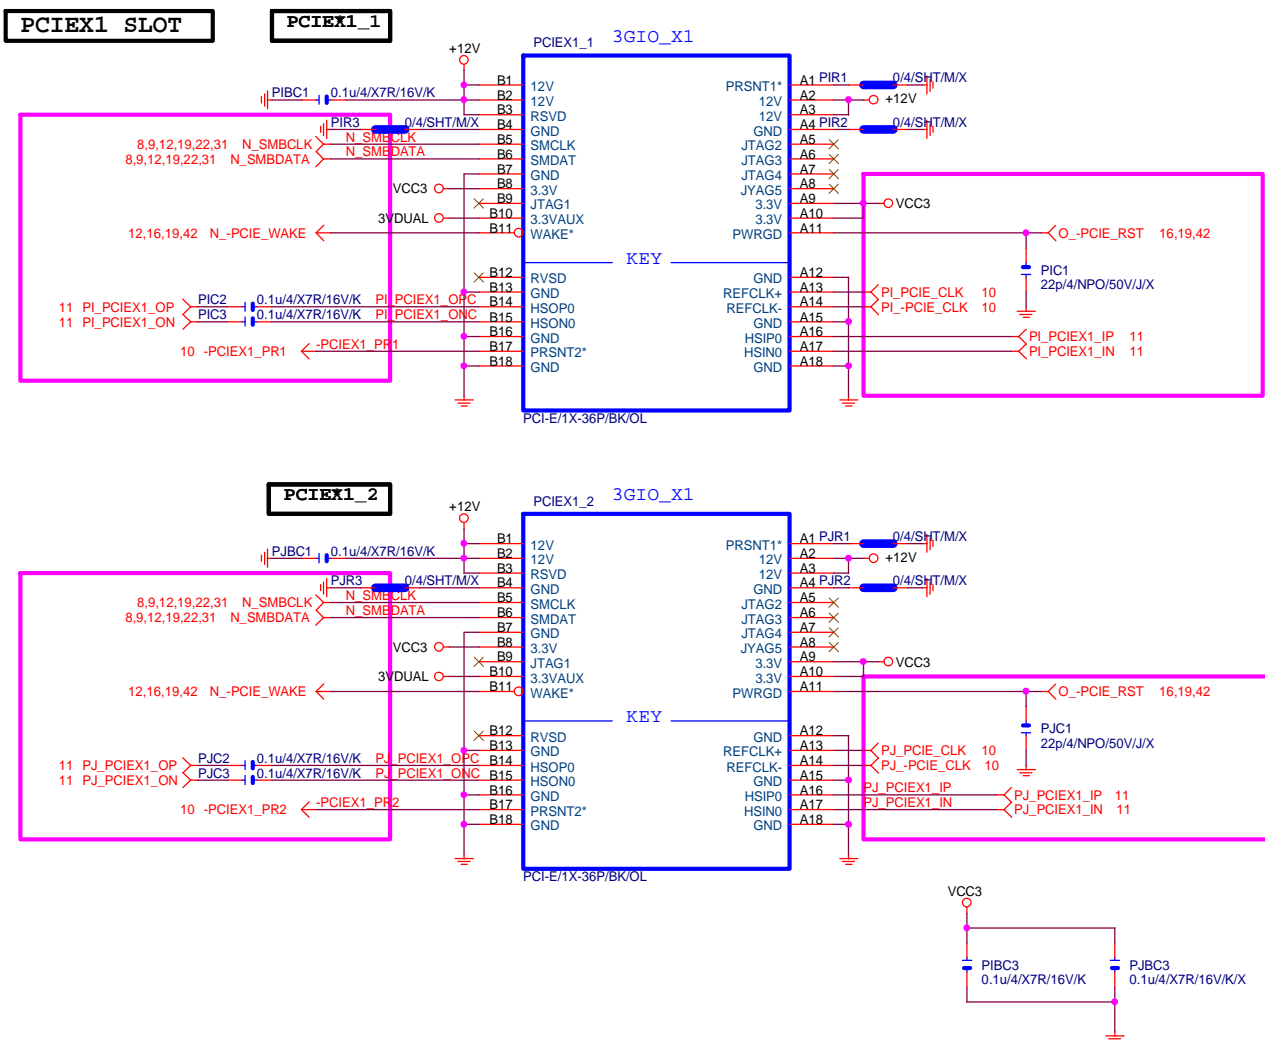 PCIEX1 SLOT
PCIEX1_1
+12V
PCIEX1_1 3GIO_X1
PIBC1 0.1u/4/X7R/16V/K
PIR3 0/4/SHT/M/X
8,9,12,19,22,31 N_SMBCLK N_SMBCLK
8,9,12,19,22,31 N_SMBDATA N_SMBDATA
VCC3
3VDUAL
12,16,19,42 N_-PCIE_WAKE
11 PI_PCIEX1_OP PIC2 0.1u/4/X7R/16V/K PI_PCIEX1_OPC
11 PI_PCIEX1_ON PIC3 0.1u/4/X7R/16V/K PI_PCIEX1_ONC
10 -PCIEX1_PR1 -PCIEX1_PR1
B1 12V
B2 12V
B3 RSVD
B4 GND
B5 SMCLK
B6 SMDAT
B7 GND
B8 3.3V
B9 JTAG1
B10 3.3VAUX
B11 WAKE*
KEY
B12 RVSD
B13 GND
B14 HSOP0
B15 HSON0
B16 GND
B17 PRSNT2*
B18 GND
PRSNT1* A1 PIR1 0/4/SHT/M/X
12V A2 +12V
12V A3
GND A4 PIR2 0/4/SHT/M/X
JTAG2 A5
JTAG3 A6
JTAG4 A7
JYAG5 A8
3.3V A9 VCC3
3.3V A10
PWRGD A11 O_-PCIE_RST 16,19,42
PIC1
22p/4/NPO/50V/J/X
GND A12
REFCLK+ A13 PI_PCIE_CLK 10
REFCLK- A14 PI_-PCIE_CLK 10
GND A15
HSIP0 A16 PI_PCIEX1_IP 11
HSIN0 A17 PI_PCIEX1_IN 11
GND A18
PCI-E/1X-36P/BK/OL
PCIEX1_2
+12V
PCIEX1_2 3GIO_X1
PJBC1 0.1u/4/X7R/16V/K
PJR3 0/4/SHT/M/X
8,9,12,19,22,31 N_SMBCLK N_SMBCLK
8,9,12,19,22,31 N_SMBDATA N_SMBDATA
VCC3
3VDUAL
12,16,19,42 N_-PCIE_WAKE
11 PJ_PCIEX1_OP PJC2 0.1u/4/X7R/16V/K PJ_PCIEX1_OPC
11 PJ_PCIEX1_ON PJC3 0.1u/4/X7R/16V/K PJ_PCIEX1_ONC
10 -PCIEX1_PR2 -PCIEX1_PR2
B1 12V
B2 12V
B3 RSVD
B4 GND
B5 SMCLK
B6 SMDAT
B7 GND
B8 3.3V
B9 JTAG1
B10 3.3VAUX
B11 WAKE*
KEY
B12 RVSD
B13 GND
B14 HSOP0
B15 HSON0
B16 GND
B17 PRSNT2*
B18 GND
PRSNT1* A1 PJR1 0/4/SHT/M/X
12V A2 +12V
12V A3
GND A4 PJR2 0/4/SHT/M/X
JTAG2 A5
JTAG3 A6
JTAG4 A7
JYAG5 A8
3.3V A9 VCC3
3.3V A10
PWRGD A11 O_-PCIE_RST 16,19,42
PJC1
22p/4/NPO/50V/J/X
GND A12
REFCLK+ A13 PJ_PCIE_CLK 10
REFCLK- A14 PJ_-PCIE_CLK 10
GND A15
HSIP0 A16 PJ_PCIEX1_IP PJ_PCIEX1_IP 11
HSIN0 A17 PJ_PCIEX1_IN PJ_PCIEX1_IN 11
GND A18
PCI-E/1X-36P/BK/OL
VCC3
PIBC3
0.1u/4/X7R/16V/K
PJBC3
0.1u/4/X7R/16V/K/X